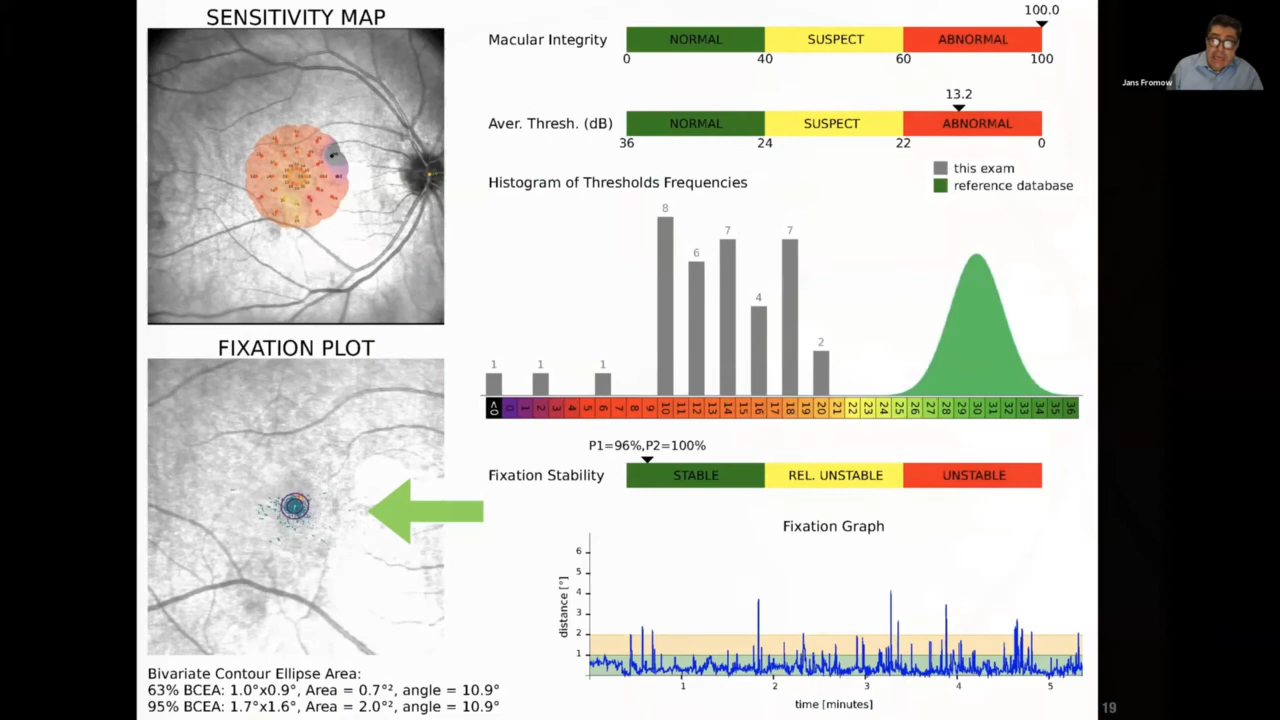 SENSITIVITY MAP
100.0
Macular Integrity
NORMAL SUSPECT ABNORMAL
0 40 60 100
13.2
Aver. Thresh. (dB)
NORMAL SUSPECT ABNORMAL
36 24 22 0
this exam
reference database
Histogram of Thresholds Frequencies
8
6
7
4
7
2
1 1 1
<0 0 1 2 3 4 5 6 7 8 9 10 11 12 13 14 15 16 17 18 19 20 21 22 23 24 25 26 27 28 29 30 31 32 33 34 35 36
FIXATION PLOT
P1=96%,P2=100%
Fixation Stability
STABLE REL. UNSTABLE UNSTABLE
Fixation Graph
distance [°]
6
5
4
3
2
1
1 2 3 4 5
time [minutes]
Bivariate Contour Ellipse Area:
63% BCEA: 1.0°x0.9°, Area = 0.7°², angle = 10.9°
95% BCEA: 1.7°x1.6°, Area = 2.0°², angle = 10.9°
Jans Fromow
19